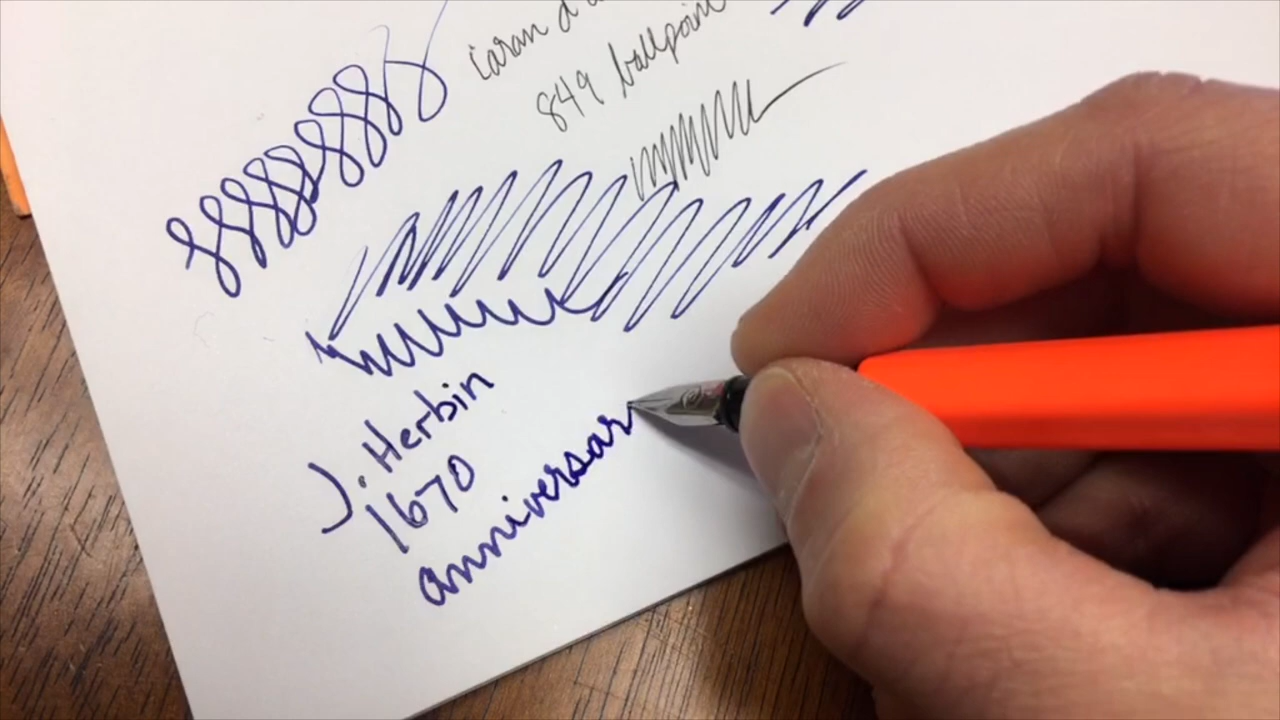 caran d'a
849 ballpoint
J. Herbin
1670
anniversar